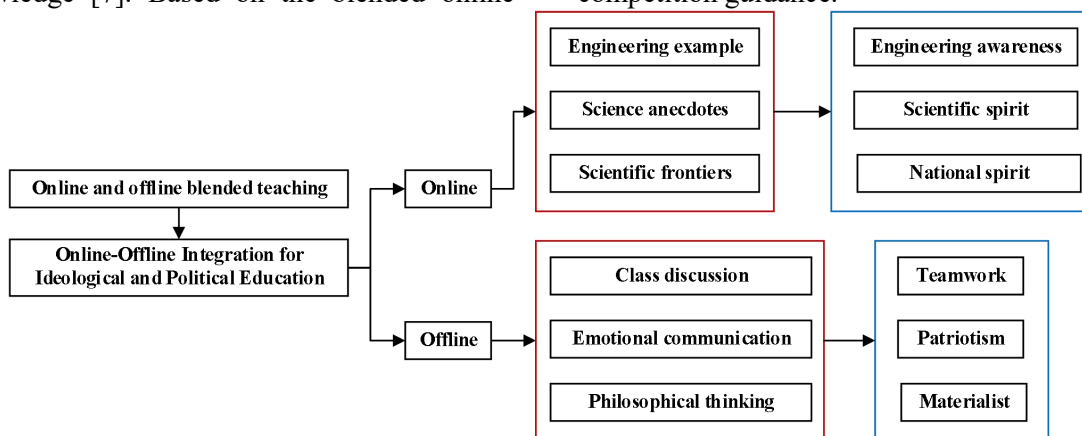 ledge [7]. Based on the blended online
competition guidance.
Engineering example
Science anecdotes
Scientific frontiers
Engineering awareness
Scientific spirit
National spirit
Online and offline blended teaching
Online-Offline Integration for
Ideological and Political Education
Online
Offline
Class discussion
Emotional communication
Philosophical thinking
Teamwork
Patriotism
Materialist